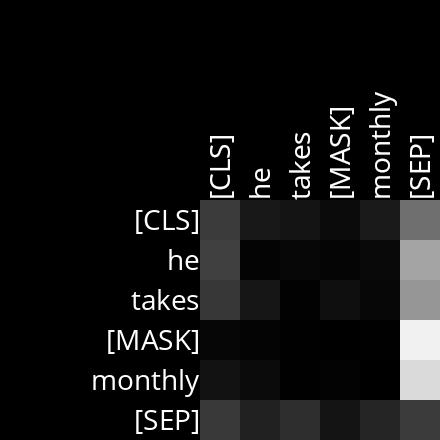 [CLS]
he
takes
[MASK]
monthly
[SEP]
[CLS]
he
takes
[MASK]
monthly
[SEP]